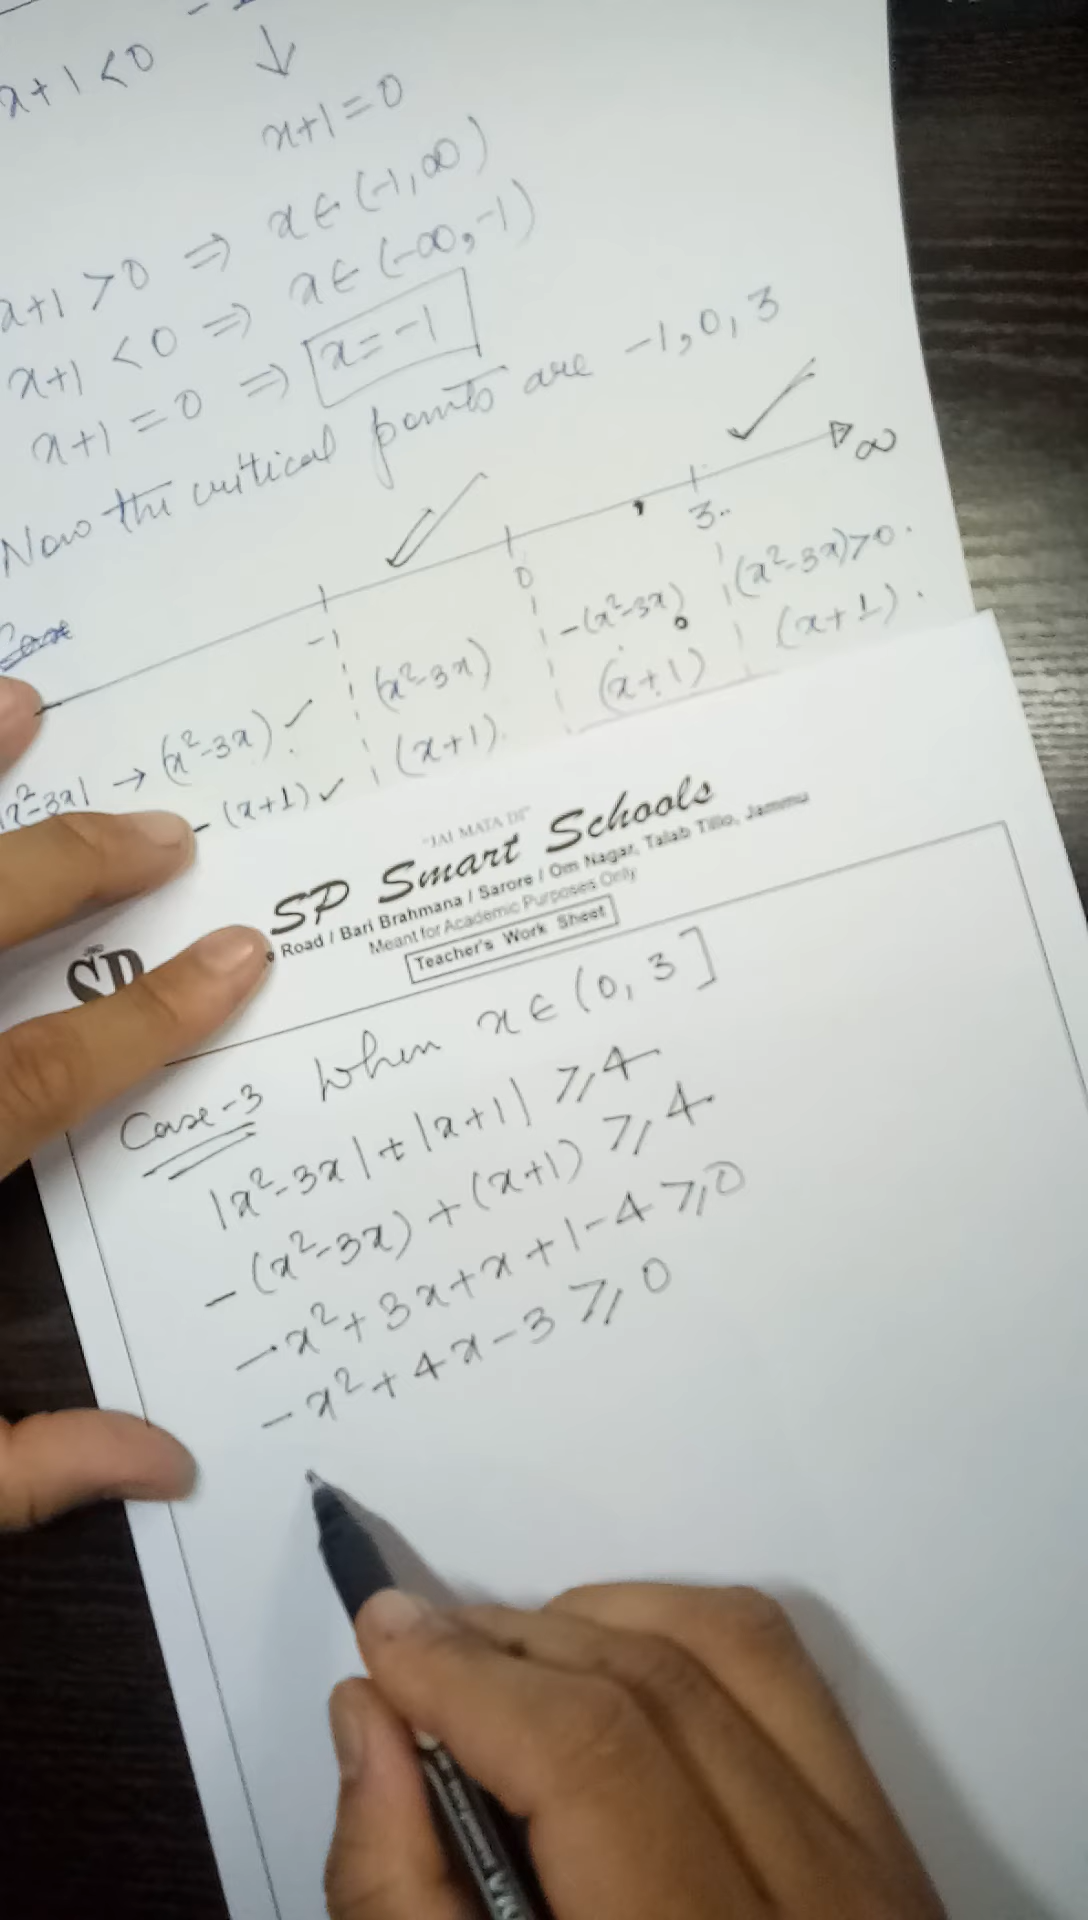 x+1<0
↓
x+1=0
x+1 >0 ⇒ x∈(-1,∞)
x+1 <0 ⇒ x∈(-∞,-1)
x+1 =0 ⇒ x=-1
Now the critical points are -1,0,3
-1 0 3 ∞
|x²-3x| → (x²-3x) ✓ (x²-3x) -(x²-3x) (x²-3x)>0.
-(x+1) ✓ (x+1). (x+1) (x+1).
"JAI MATA DI"
SP Smart Schools
Road / Bari Brahmana / Sarore / Om Nagar, Talab Tillo, Jammu
Meant for Academic Purposes Only
Teacher's Work Sheet
SP
Case-3 When x∈(0,3]
|x²-3x|+|x+1| ≥4
-(x²-3x)+(x+1) ≥4
-x²+3x+x+1-4≥0
-x²+4x-3≥0